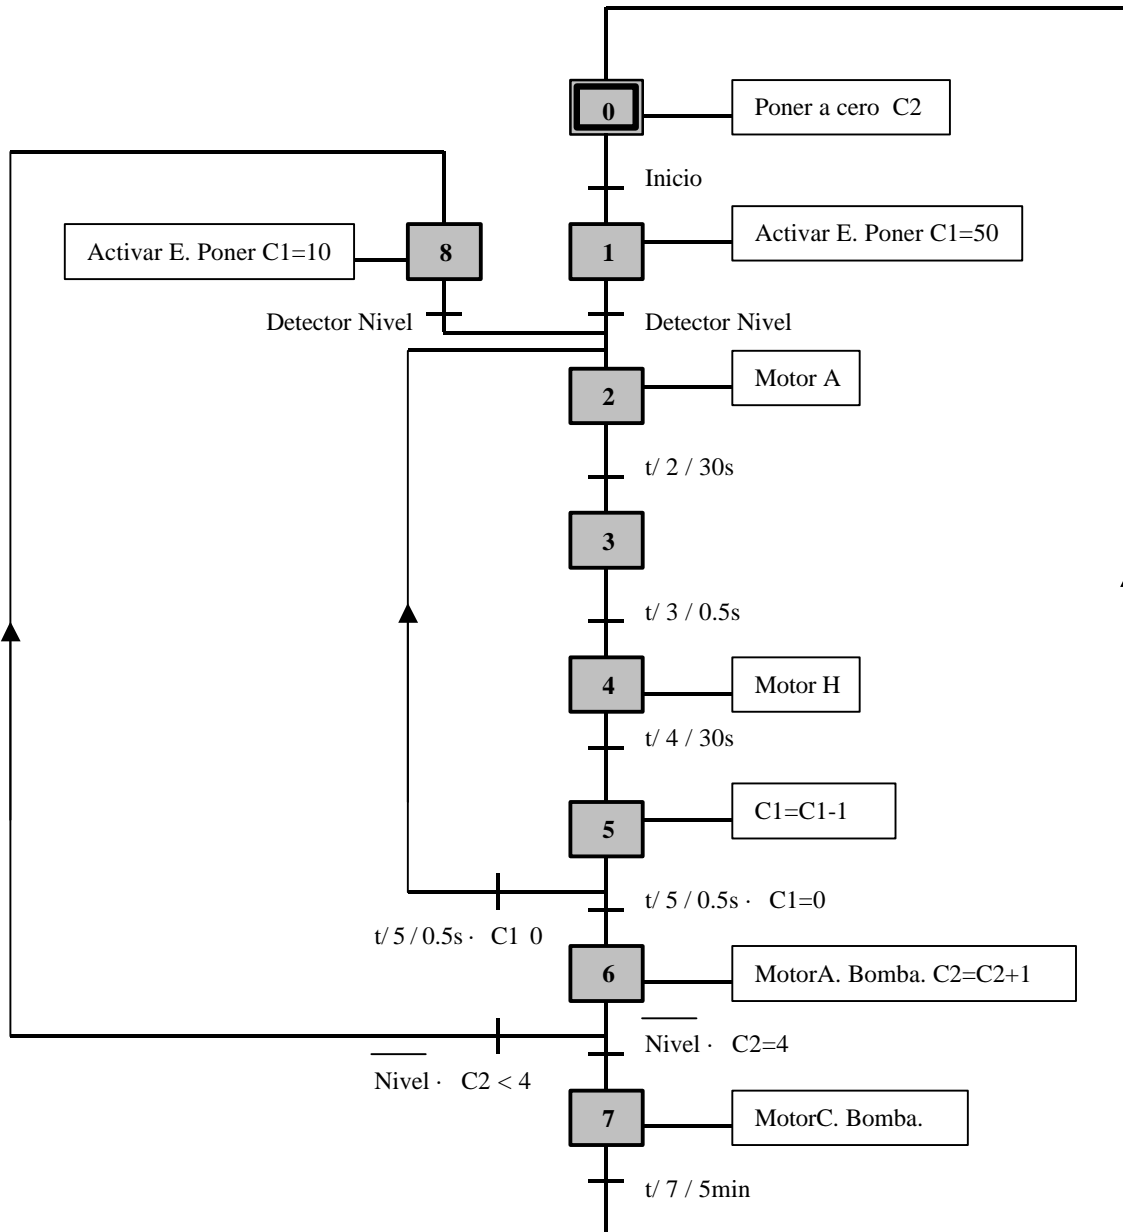 0
Poner a cero C2
Inicio
Activar E. Poner C1=10
8
1
Activar E. Poner C1=50
Detector Nivel
Detector Nivel
2
Motor A
t/ 2 / 30s
3
t/ 3 / 0.5s
4
Motor H
t/ 4 / 30s
5
C1=C1-1
t/ 5 / 0.5s · C1=0
t/ 5 / 0.5s · C1 0
6
MotorA. Bomba. C2=C2+1
N̅i̅v̅e̅l̅ · C2=4
N̅i̅v̅e̅l̅ · C2 < 4
7
MotorC. Bomba.
t/ 7 / 5min